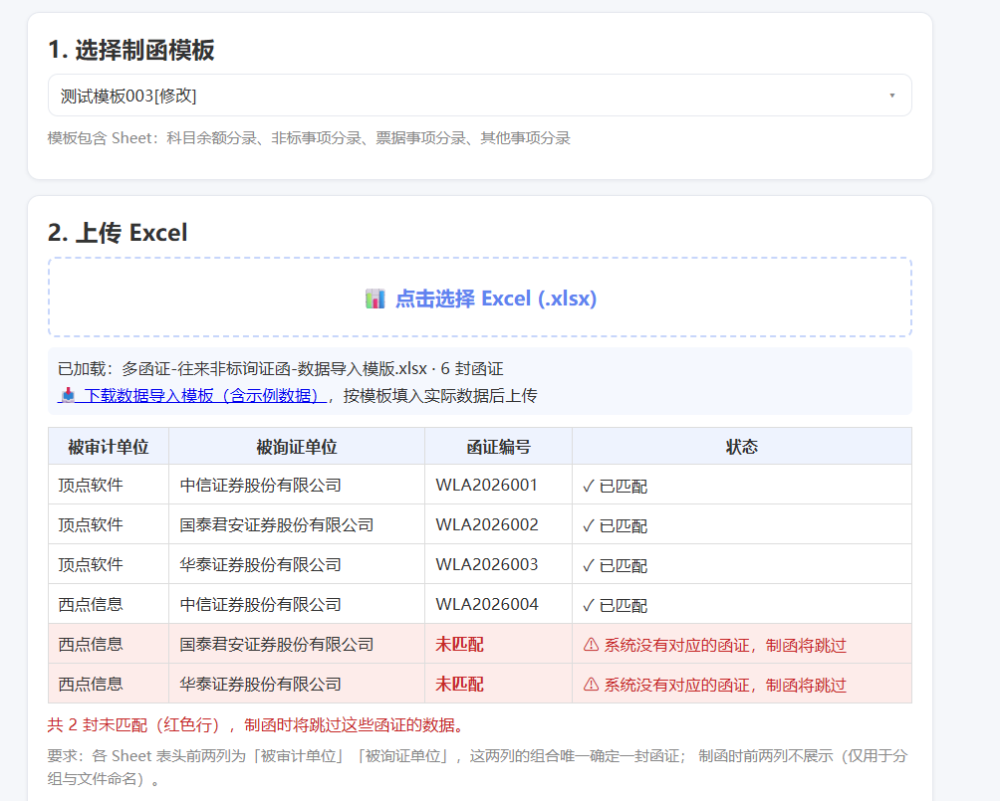 1. 选择制函模板
测试模板003[修改]
模板包含 Sheet：科目余额分录、非标事项分录、票据事项分录、其他事项分录
2. 上传 Excel
点击选择 Excel (.xlsx)
已加载：多函证-往来非标询证函-数据导入模版.xlsx · 6 封函证
下载数据导入模板（含示例数据），按模板填入实际数据后上传
被审计单位 被询证单位 函证编号 状态
顶点软件 中信证券股份有限公司 WLA2026001 ✓ 已匹配
顶点软件 国泰君安证券股份有限公司 WLA2026002 ✓ 已匹配
顶点软件 华泰证券股份有限公司 WLA2026003 ✓ 已匹配
西点信息 中信证券股份有限公司 WLA2026004 ✓ 已匹配
西点信息 国泰君安证券股份有限公司 未匹配 ⚠ 系统没有对应的函证，制函将跳过
西点信息 华泰证券股份有限公司 未匹配 ⚠ 系统没有对应的函证，制函将跳过
共 2 封未匹配（红色行），制函时将跳过这些函证的数据。
要求：各 Sheet 表头前两列为「被审计单位」「被询证单位」，这两列的组合唯一确定一封函证； 制函时前两列不展示（仅用于分
组与文件命名）。